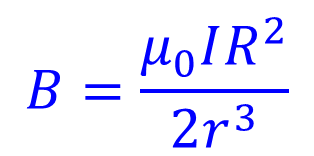 B = μ₀IR² / 2r³